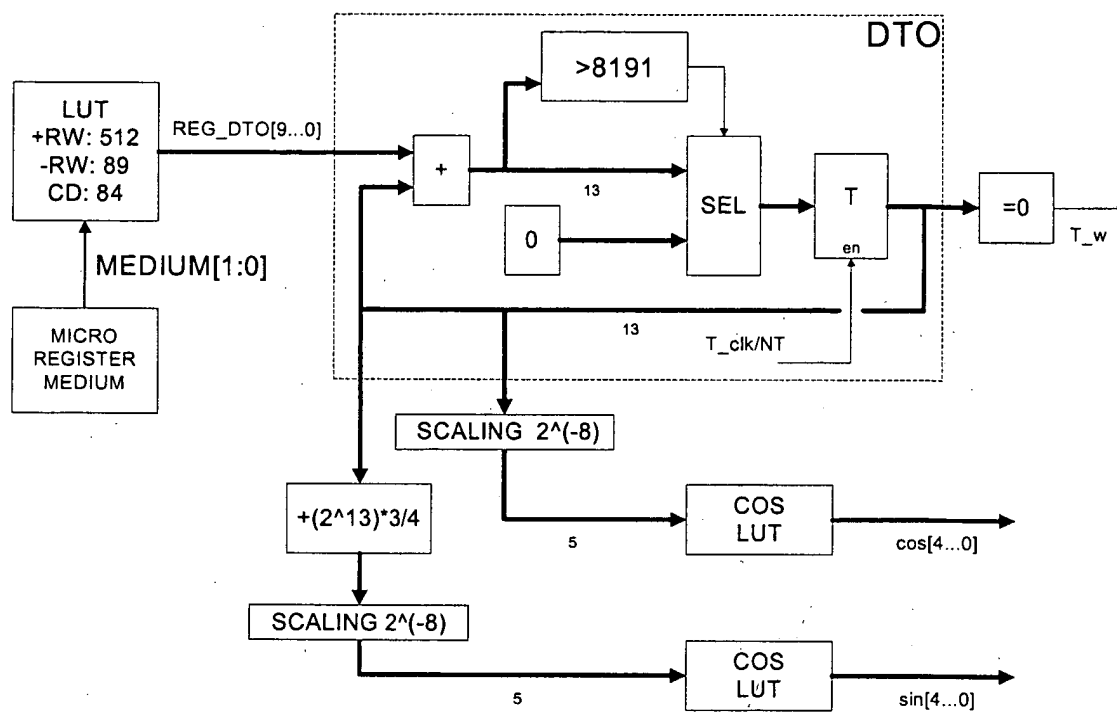 DTO
>8191
LUT
+RW: 512
-RW: 89
CD: 84
REG_DTO[9...0]
+
13
SEL
T
en
=0
T_w
0
MEDIUM[1:0]
13
T_clk/NT
MICRO
REGISTER
MEDIUM
SCALING 2^(-8)
+(2^13)*3/4
COS
LUT
5
cos[4...0]
SCALING 2^(-8)
COS
LUT
5
sin[4...0]